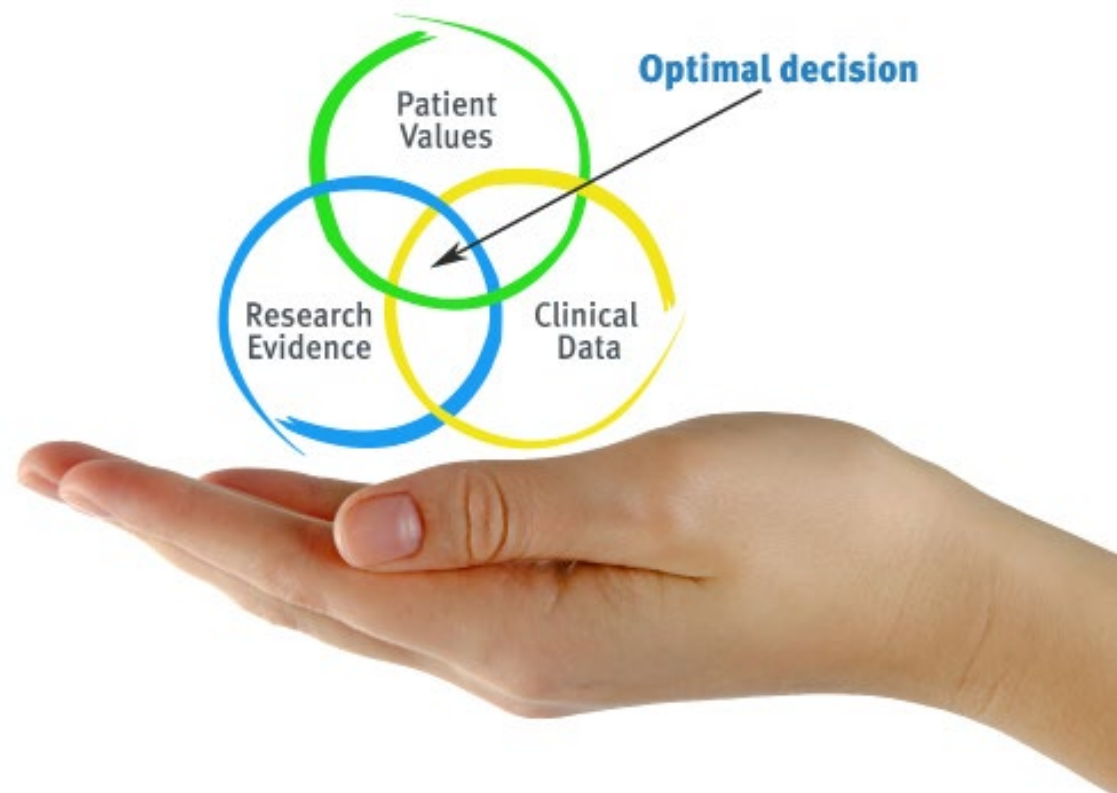 Optimal decision
Patient
Values
Research
Evidence
Clinical
Data